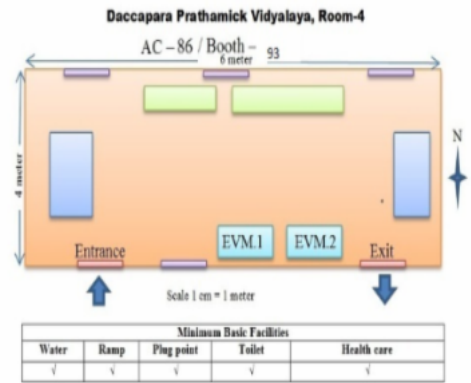 Daccapara Prathamick Vidyalaya, Room-4
AC – 86 / Booth – 93
6 meter
4 meter
N
EVM.1 EVM.2
Entrance Exit
Scale 1 cm = 1 meter
Minimum Basic Facilities
Water Ramp Plug point Toilet Health care
√ √ √ √ √